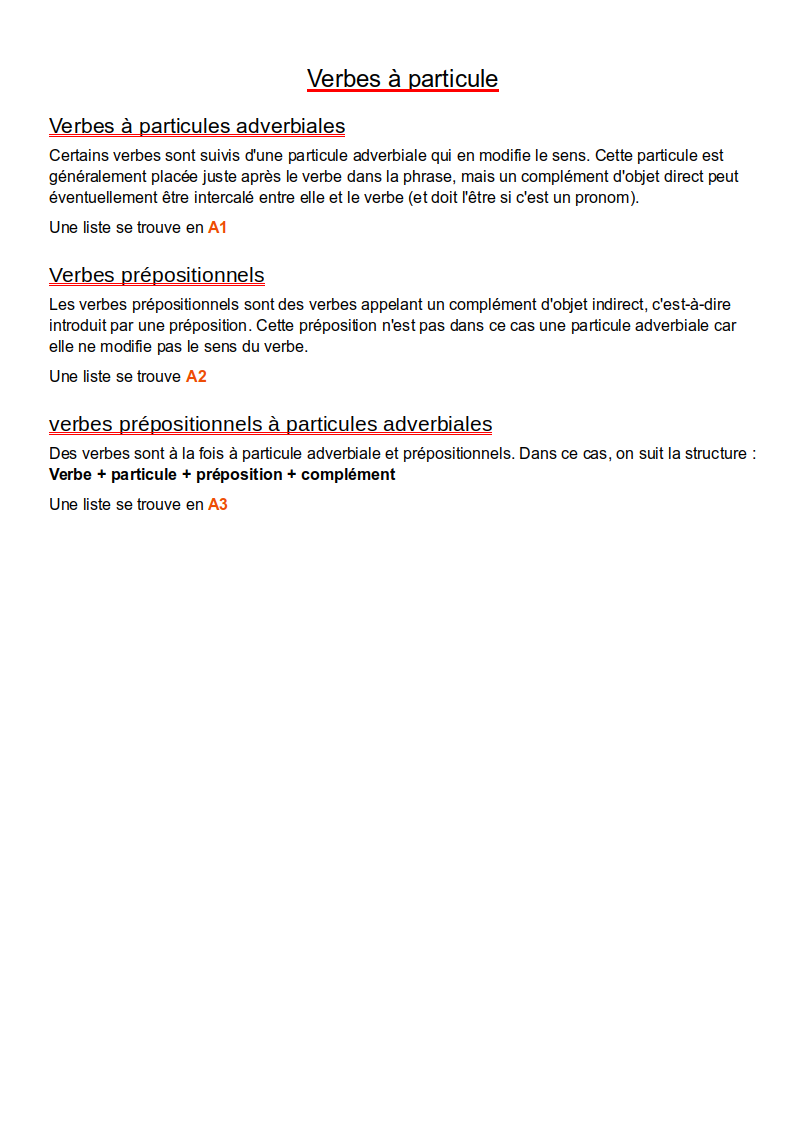 Verbes à particule
Verbes à particules adverbiales
Certains verbes sont suivis d'une particule adverbiale qui en modifie le sens. Cette particule est
généralement placée juste après le verbe dans la phrase, mais un complément d'objet direct peut
éventuellement être intercalé entre elle et le verbe (et doit l'être si c'est un pronom).
Une liste se trouve en A1
Verbes prépositionnels
Les verbes prépositionnels sont des verbes appelant un complément d'objet indirect, c'est-à-dire
introduit par une préposition. Cette préposition n'est pas dans ce cas une particule adverbiale car
elle ne modifie pas le sens du verbe.
Une liste se trouve A2
verbes prépositionnels à particules adverbiales
Des verbes sont à la fois à particule adverbiale et prépositionnels. Dans ce cas, on suit la structure :
Verbe + particule + préposition + complément
Une liste se trouve en A3